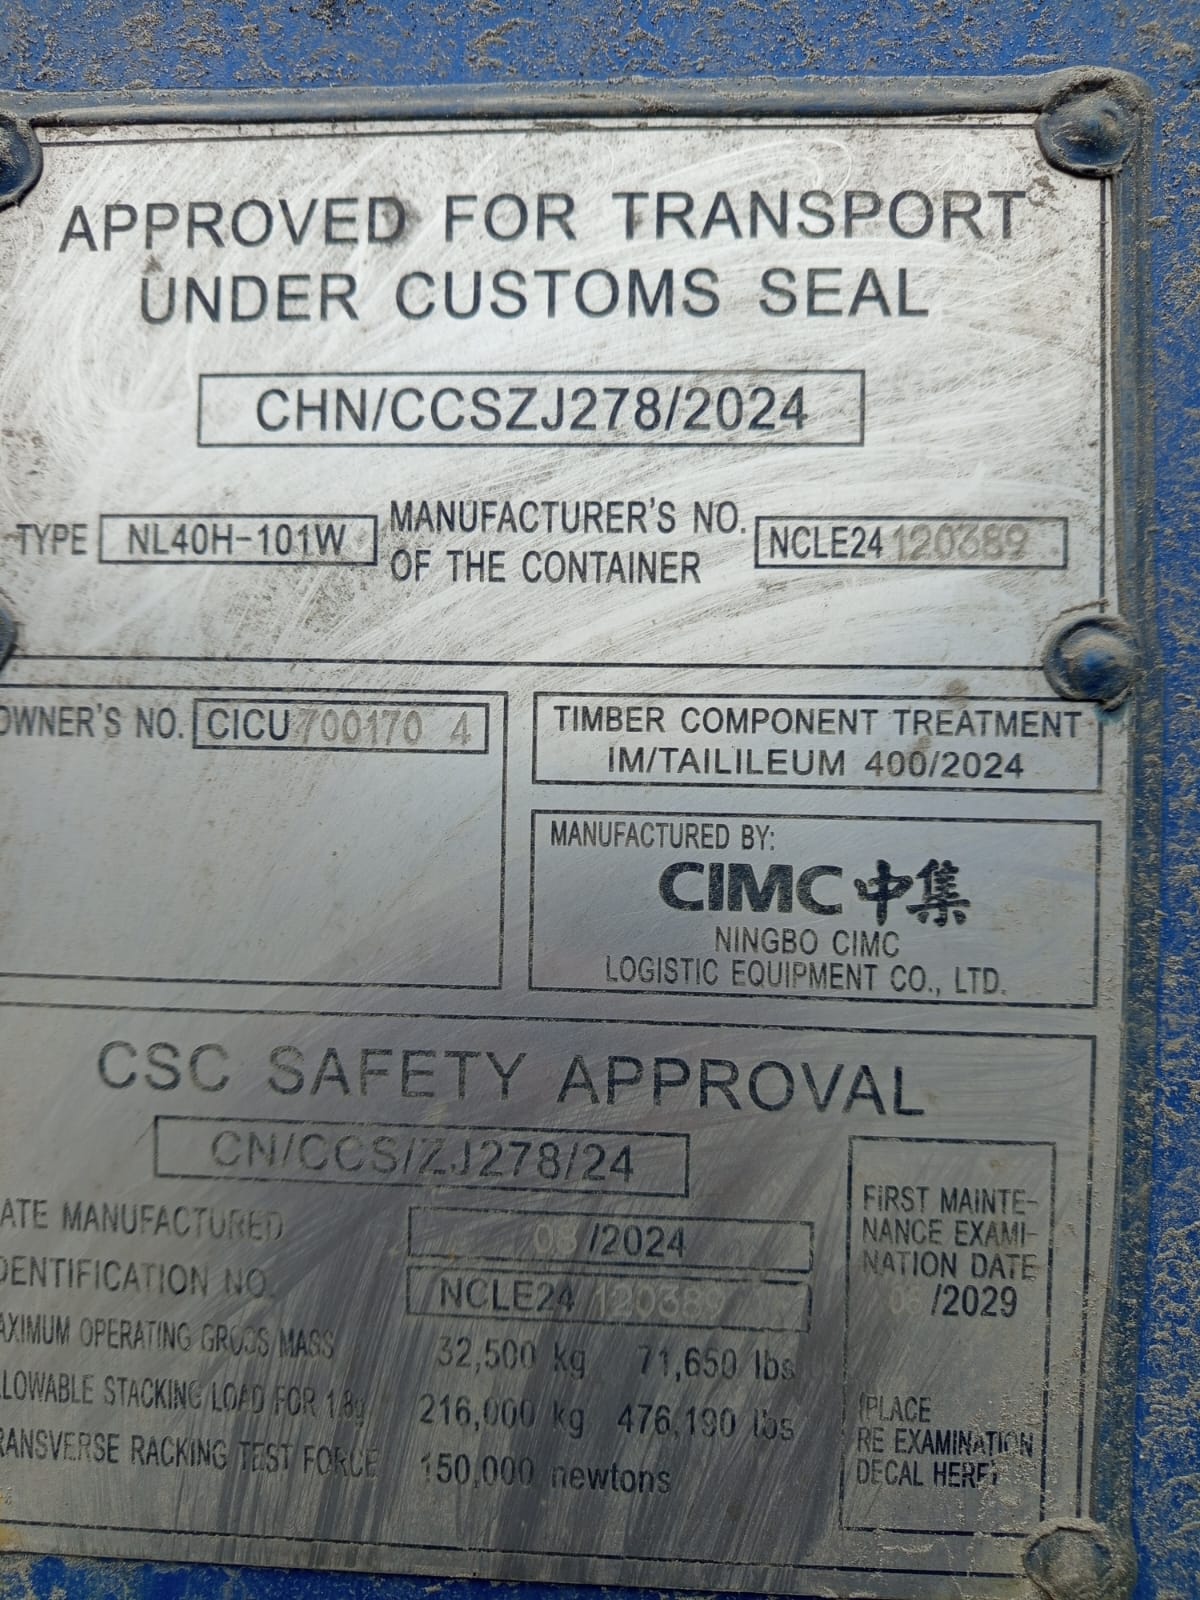 APPROVED FOR TRANSPORT
UNDER CUSTOMS SEAL
CHN/CCSZJ278/2024
TYPE NL40H-101W MANUFACTURER'S NO. OF THE CONTAINER NCLE24 120389
OWNER'S NO. CICU 700170 4
TIMBER COMPONENT TREATMENT
IM/TAILILEUM 400/2024
MANUFACTURED BY:
CIMC 中集
NINGBO CIMC
LOGISTIC EQUIPMENT CO., LTD.
CSC SAFETY APPROVAL
CN/CCS/ZJ278/24
ATE MANUFACTURED 08/2024
DENTIFICATION NO. NCLE24 120389
AXIMUM OPERATING GROSS MASS 32,500 kg 71,650 lbs
LLOWABLE STACKING LOAD FOR 1.8g 216,000 kg 476,190 lbs
RANSVERSE RACKING TEST FORCE 150,000 newtons
FIRST MAINTE-
NANCE EXAMI-
NATION DATE
08/2029
(PLACE
RE EXAMINATION
DECAL HERE)